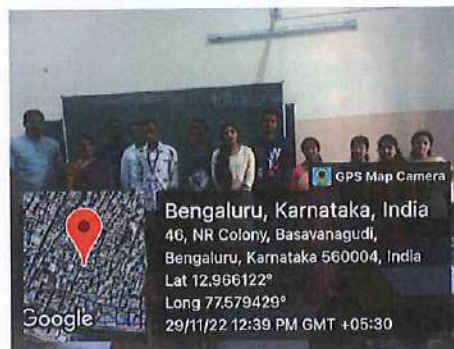 GPS Map Camera
Bengaluru, Karnataka, India
46, NR Colony, Basavanagudi,
Bengaluru, Karnataka 560004, India
Lat 12.966122°
Long 77.579429°
29/11/22 12:39 PM GMT +05:30
Google